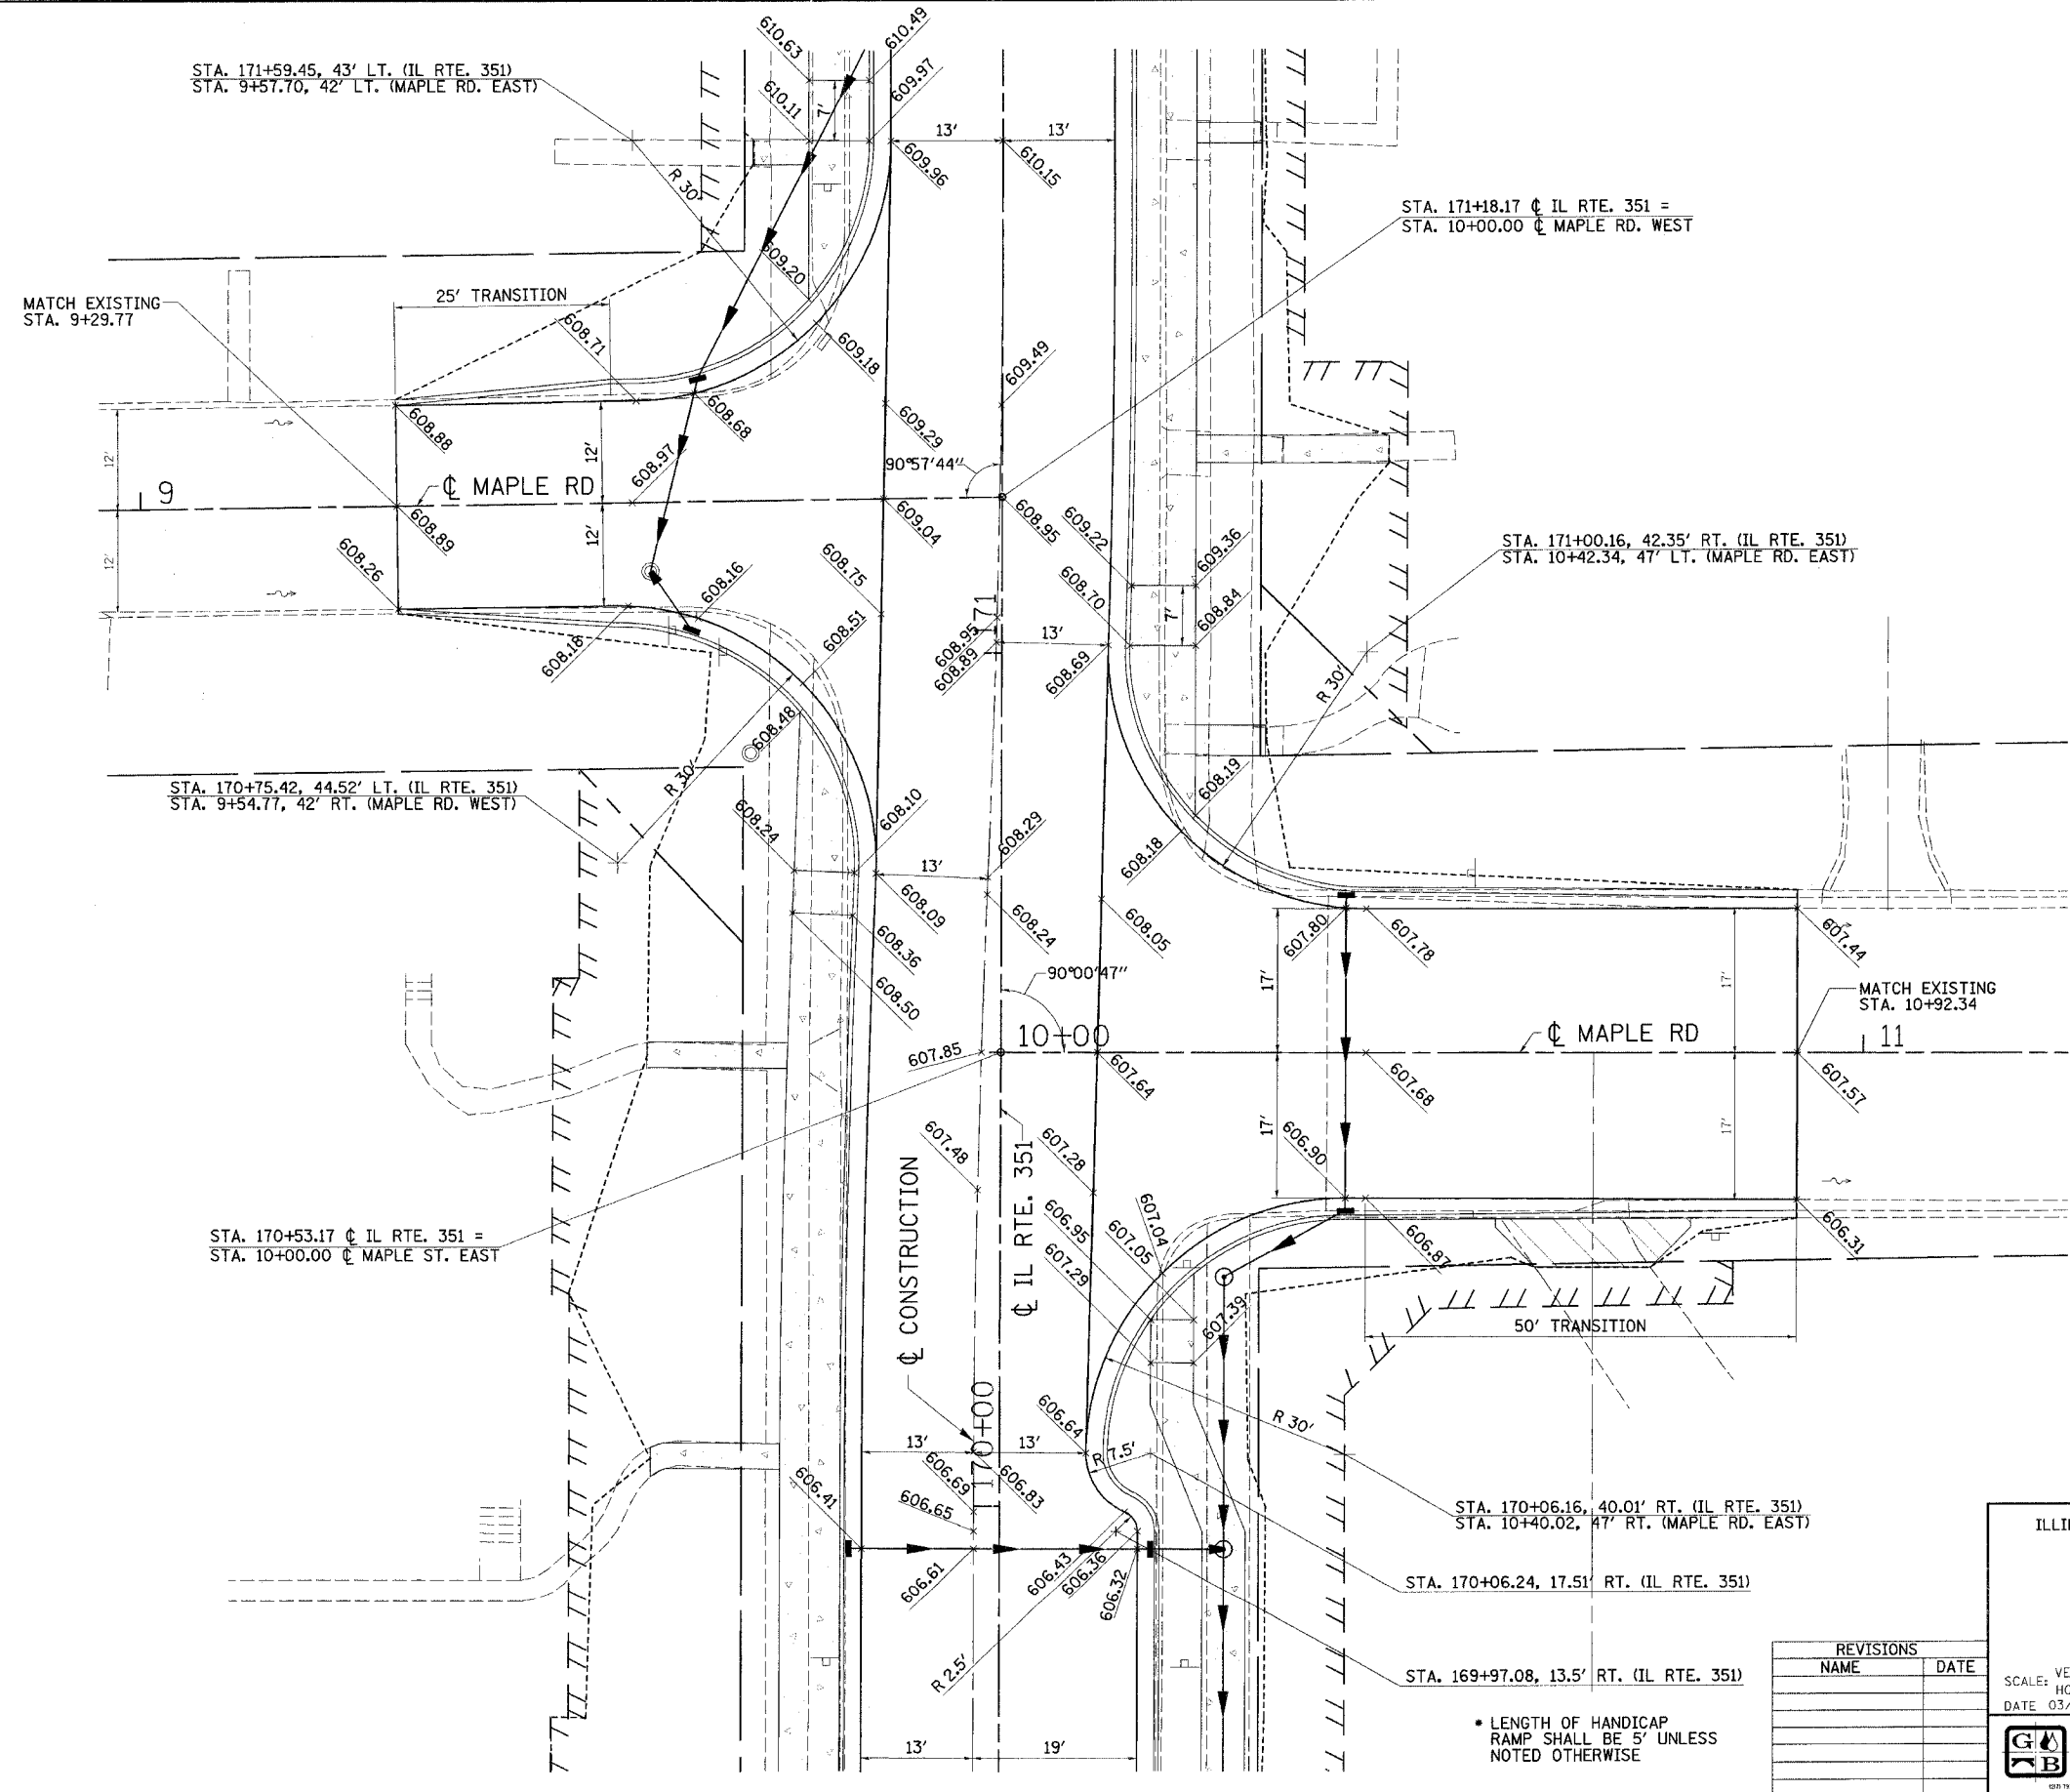 610.63
610.49
STA. 171+59.45, 43' LT. (IL RTE. 351)
STA. 9+57.70, 42' LT. (MAPLE RD. EAST)
610.11
7'
609.97
13'
13'
609.96
610.15
R 30'
STA. 171+18.17 ℄ IL RTE. 351 =
STA. 10+00.00 ℄ MAPLE RD. WEST
609.20
MATCH EXISTING
STA. 9+29.77
25' TRANSITION
608.71
609.18
609.49
608.88
608.68
609.29
12'
12'
608.97
90°57'44"
9
℄ MAPLE RD
608.89
609.04
608.95
609.22
609.36
STA. 171+00.16, 42.35' RT. (IL RTE. 351)
STA. 10+42.34, 47' LT. (MAPLE RD. EAST)
12'
12'
608.26
608.16
608.75
608.70
608.84
7'
171
608.95
608.89
13'
608.69
608.18
608.51
R 30'
608.48
R 30'
STA. 170+75.42, 44.52' LT. (IL RTE. 351)
STA. 9+54.77, 42' RT. (MAPLE RD. WEST)
608.24
608.10
608.29
608.19
13'
608.18
608.09
608.24
608.05
607.80
607.78
607.44
608.36
608.50
90°00'47"
17'
17'
MATCH EXISTING
STA. 10+92.34
607.85
10+00
℄ MAPLE RD
11
607.64
607.68
607.57
17'
17'
607.48
607.28
606.90
℄ CONSTRUCTION
℄ IL RTE. 351
606.95
607.04
607.05
607.29
606.87
606.31
STA. 170+53.17 ℄ IL RTE. 351 =
STA. 10+00.00 ℄ MAPLE ST. EAST
607.39
50' TRANSITION
606.64
R 30'
13'
13'
170+00
R 7.5'
606.41
606.69
606.83
606.65
STA. 170+06.16, 40.01' RT. (IL RTE. 351)
STA. 10+40.02, 47' RT. (MAPLE RD. EAST)
606.61
606.43
606.36
606.32
STA. 170+06.24, 17.51' RT. (IL RTE. 351)
R 2.5'
STA. 169+97.08, 13.5' RT. (IL RTE. 351)
13'
19'
* LENGTH OF HANDICAP
RAMP SHALL BE 5' UNLESS
NOTED OTHERWISE
REVISIONS
NAME DATE
ILLI
SCALE: VE
HO
DATE 03/
G
B